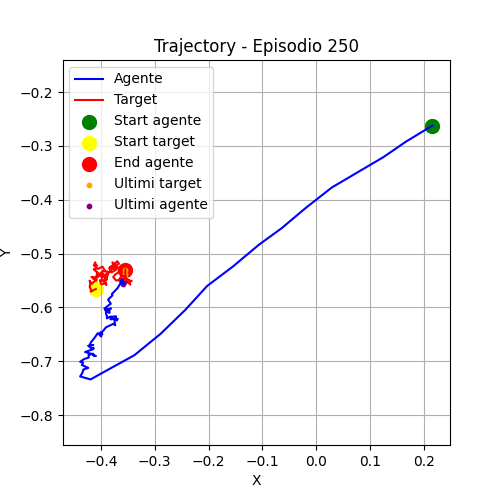 Trajectory - Episodio 250
Agente
Target
Start agente
Start target
End agente
Ultimi target
Ultimi agente
Y
−0.2
−0.3
−0.4
−0.5
−0.6
−0.7
−0.8
−0.4
−0.3
−0.2
−0.1
0.0
0.1
0.2
X